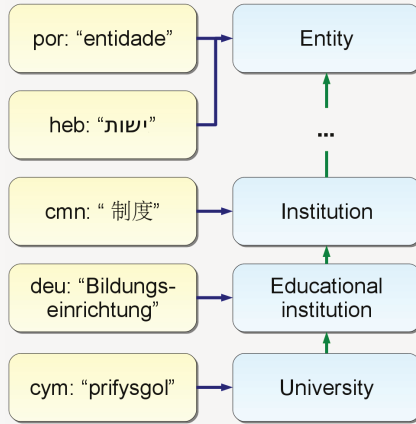 por: “entidade”
Entity
heb: “ישות”
...
cmn: “ 制度”
Institution
deu: “Bildungs-
einrichtung”
Educational
institution
cym: “prifysgol”
University